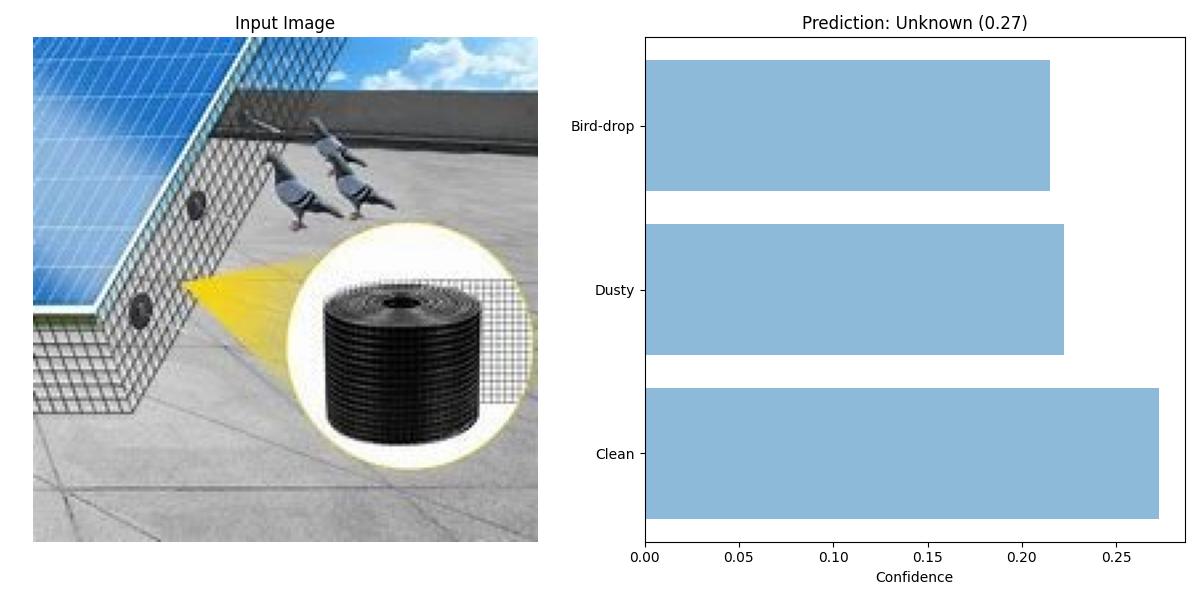 Input Image
Prediction: Unknown (0.27)
Bird-drop
Dusty
Clean
0.00 0.05 0.10 0.15 0.20 0.25
Confidence